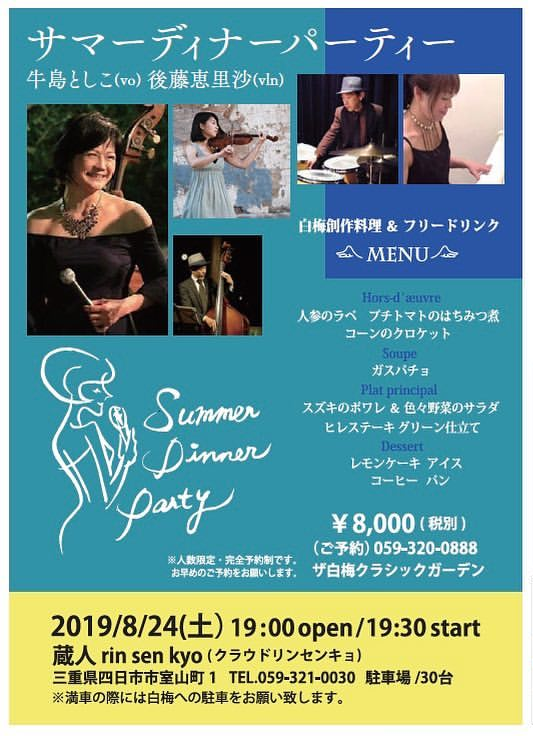 サマーディナーパーティー
牛島としこ(vo) 後藤恵里沙(vln)
白梅創作料理 & フリードリンク
MENU
Hors-d'œuvre
人参のラペ プチトマトのはちみつ煮
コーンのクロケット
Soupe
ガスパチョ
Plat principal
スズキのポワレ & 色々野菜のサラダ
ヒレステーキ グリーン仕立て
Dessert
レモンケーキ アイス
コーヒー パン
Summer
Dinner
Party
¥8,000 (税別)
(ご予約) 059-320-0888
ザ白梅クラシックガーデン
※人数限定・完全予約制です。
お早めのご予約をお願いします。
2019/8/24(土) 19:00 open/19:30 start
蔵人 rin sen kyo (クラウドリンセンキョ)
三重県四日市市室山町1 TEL.059-321-0030 駐車場/30台
※満車の際には白梅への駐車をお願い致します。